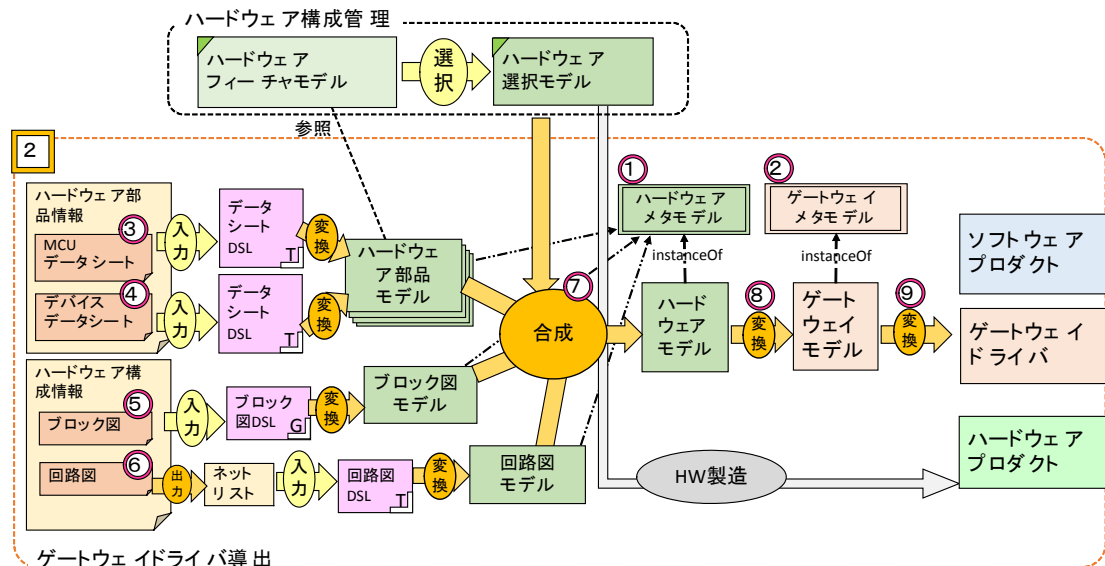 ハードウェア構成管理
ハードウェア
フィーチャモデル
選
択
ハードウェア
選択モデル
参照
2
①
②
ハードウェア部
品情報
③
MCU
データシート
④
デバイス
データシート
入
力
データ
シート
DSL
T
変
換
入
力
データ
シート
DSL
T
変
換
ハードウェ
ア部品
モデル
ハードウェア
メタモデル
ゲートウェイ
メタモデル
instanceOf
instanceOf
⑦
合成
ハード
ウェア
モデル
⑧
変
換
ゲート
ウェイ
モデル
⑨
変
換
ソフトウェア
プロダクト
ゲートウェイ
ドライバ
ハードウェア構
成情報
⑤
ブロック図
入
力
ブロック
図DSL
G
変
換
ブロック図
モデル
⑥
回路図
出
力
ネット
リスト
入
力
回路図
DSL
T
変
換
回路図
モデル
HW製造
ハードウェア
プロダクト
ゲートウェイドライバ導出